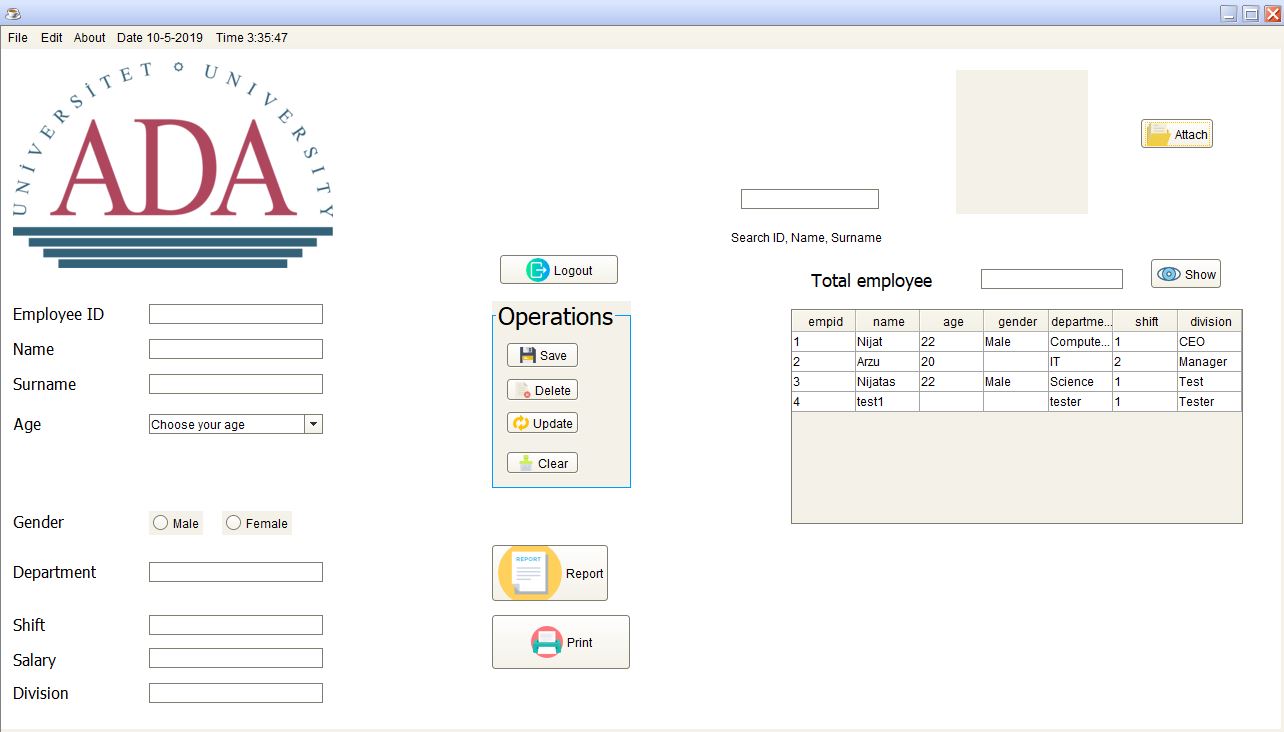 File Edit About Date 10-5-2019 Time 3:35:47
UNİVERSİTET UNIVERSITY
ADA
Attach
Search ID, Name, Surname
Logout
Total employee
Show
Employee ID
Name
Surname
Age
Choose your age
Gender
Male
Female
Department
Shift
Salary
Division
Operations
Save
Delete
Update
Clear
REPORT
Report
Print
empid name age gender departme... shift division
1 Nijat 22 Male Compute... 1 CEO
2 Arzu 20 IT 2 Manager
3 Nijatas 22 Male Science 1 Test
4 test1 tester 1 Tester